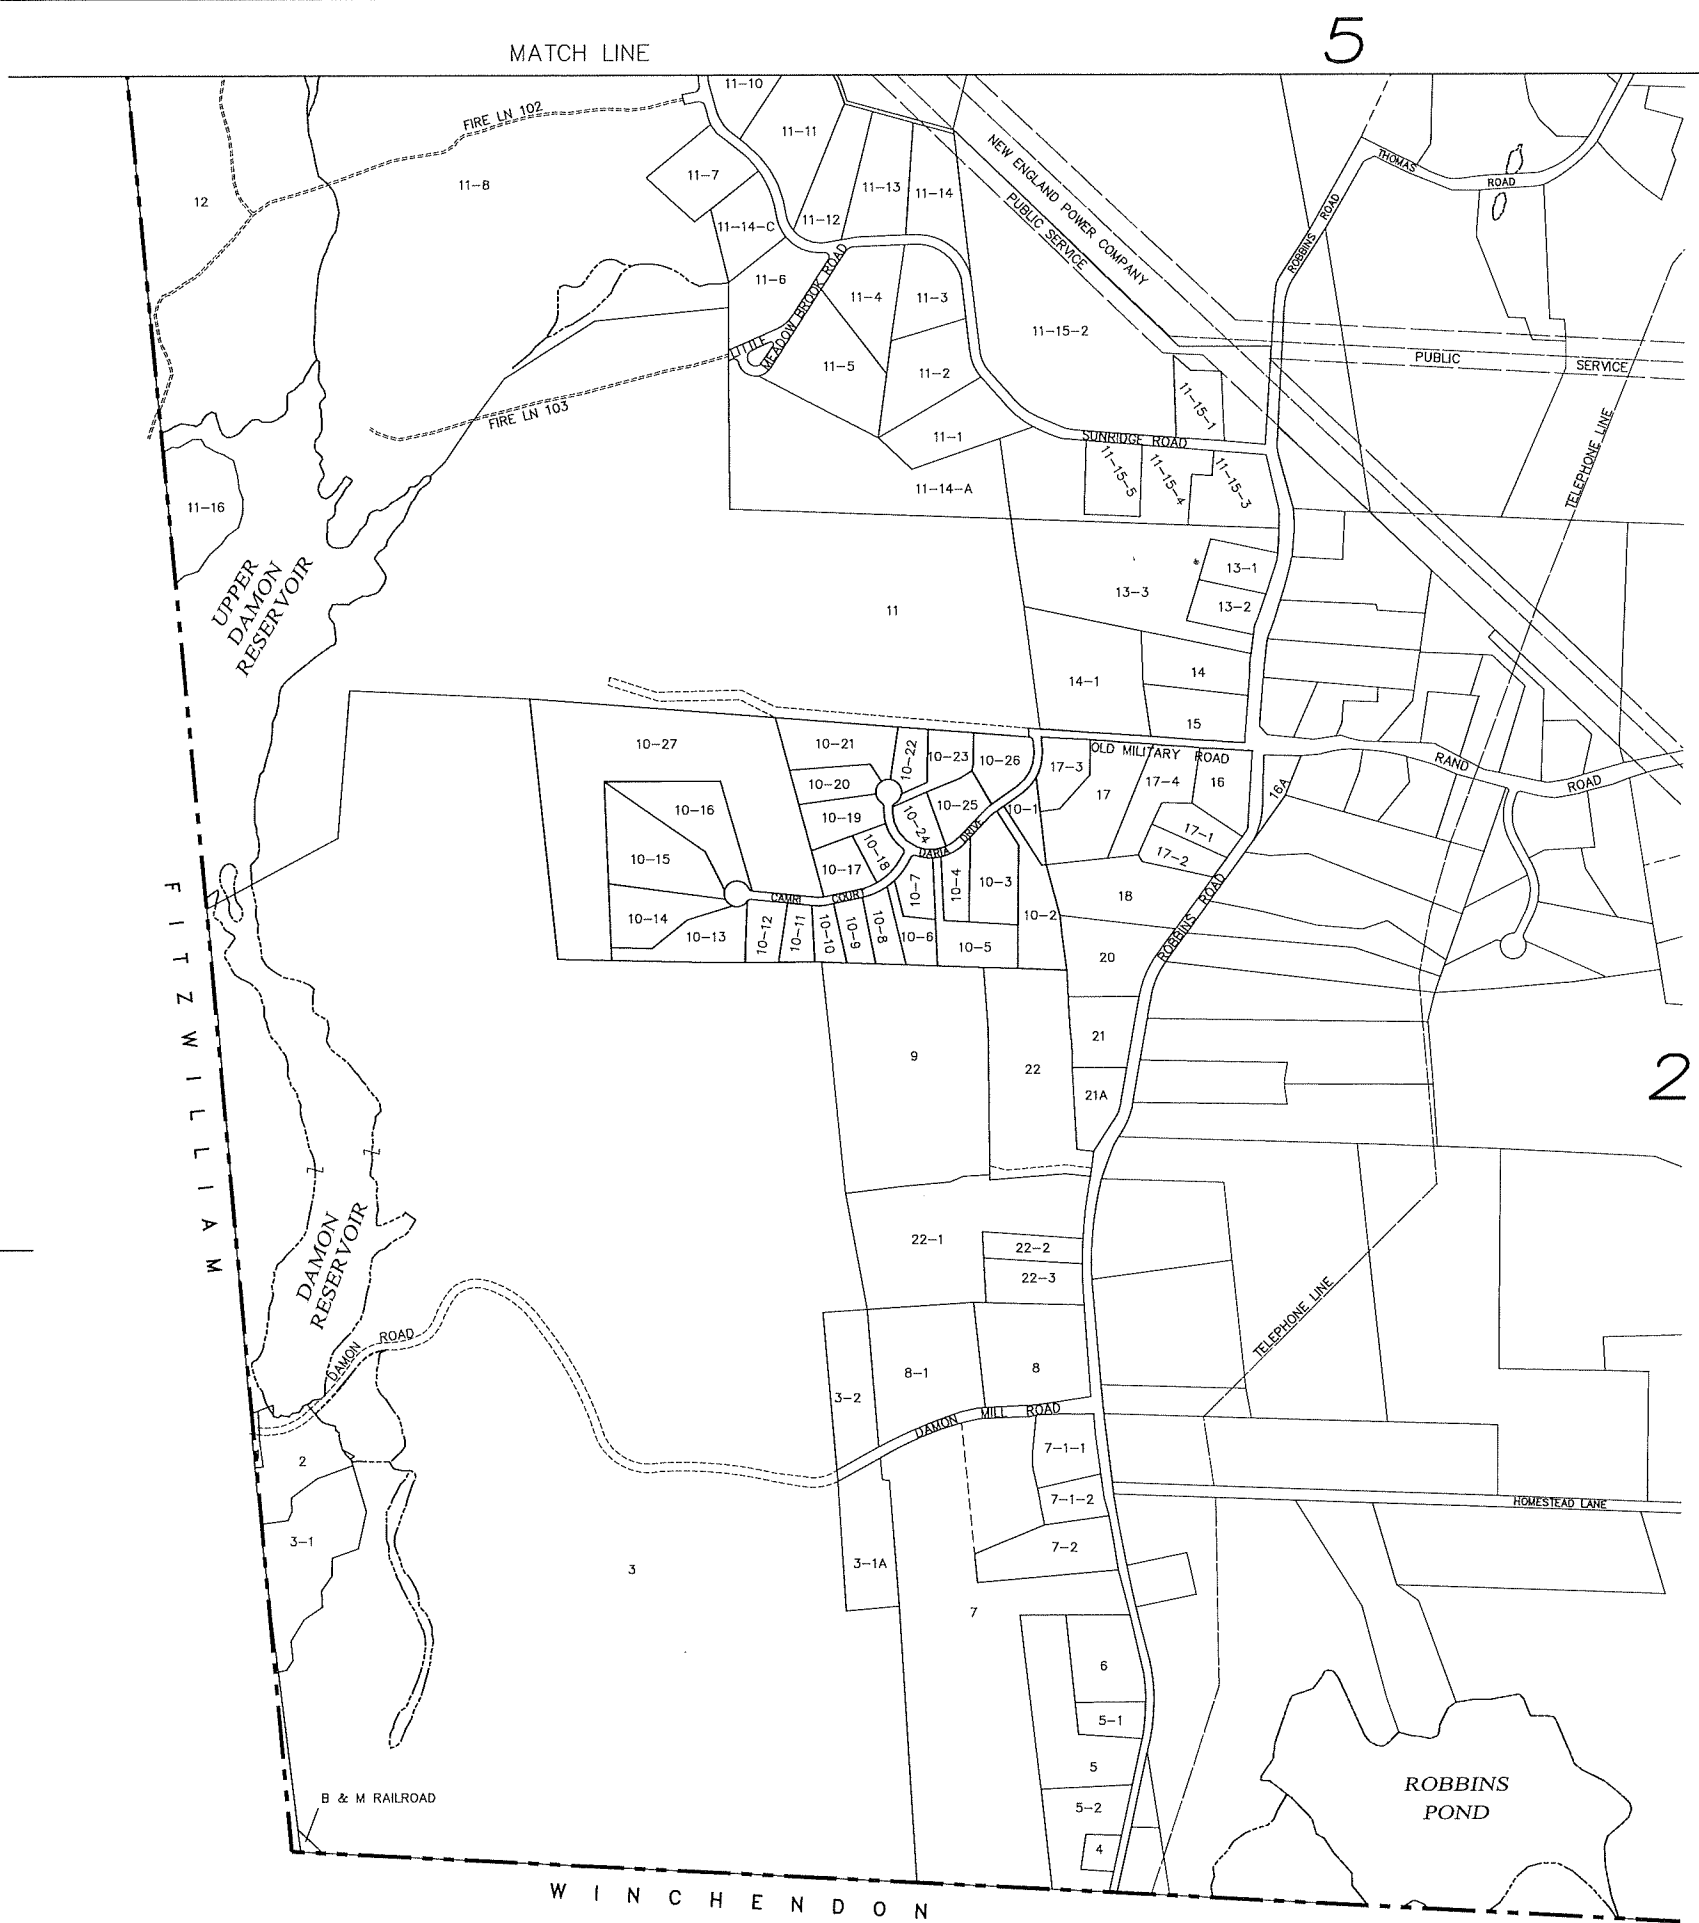 5
MATCH LINE
11-10
FIRE LN 102
11-11
NEW ENGLAND POWER COMPANY
PUBLIC SERVICE
THOMAS ROAD
ROBBINS ROAD
12
11-8
11-7
11-13
11-14
11-14-C
11-12
11-6
11-4
11-3
LITTLE MEADOW BROOK ROAD
11-15-2
11-5
11-2
PUBLIC SERVICE
11-15-1
FIRE LN 103
11-1
SUNRIDGE ROAD
TELEPHONE LINE
11-15-5
11-15-4
11-15-3
11-14-A
11-16
UPPER
DAMON
RESERVOIR
13-1
13-3
13-2
11
14
14-1
15
10-27
10-21
10-22
10-23
10-26
OLD MILITARY ROAD
RAND ROAD
17-3
17-4
16
16A
17
10-20
10-16
10-19
10-24
10-25
10-1
DARIA DRIVE
17-1
17-2
10-15
10-17
10-18
10-7
10-4
10-3
18
CAMRI COURT
10-14
10-13
10-12
10-11
10-10
10-9
10-8
10-6
10-5
10-2
ROBBINS ROAD
20
FITZWILLIAM
9
22
21
21A
2
DAMON
RESERVOIR
22-1
22-2
22-3
TELEPHONE LINE
DAMON ROAD
8-1
8
3-2
DAMON MILL ROAD
7-1-1
2
7-1-2
HOMESTEAD LANE
3-1
7-2
3-1A
3
7
6
5-1
5
ROBBINS
POND
5-2
B & M RAILROAD
4
WINCHENDON